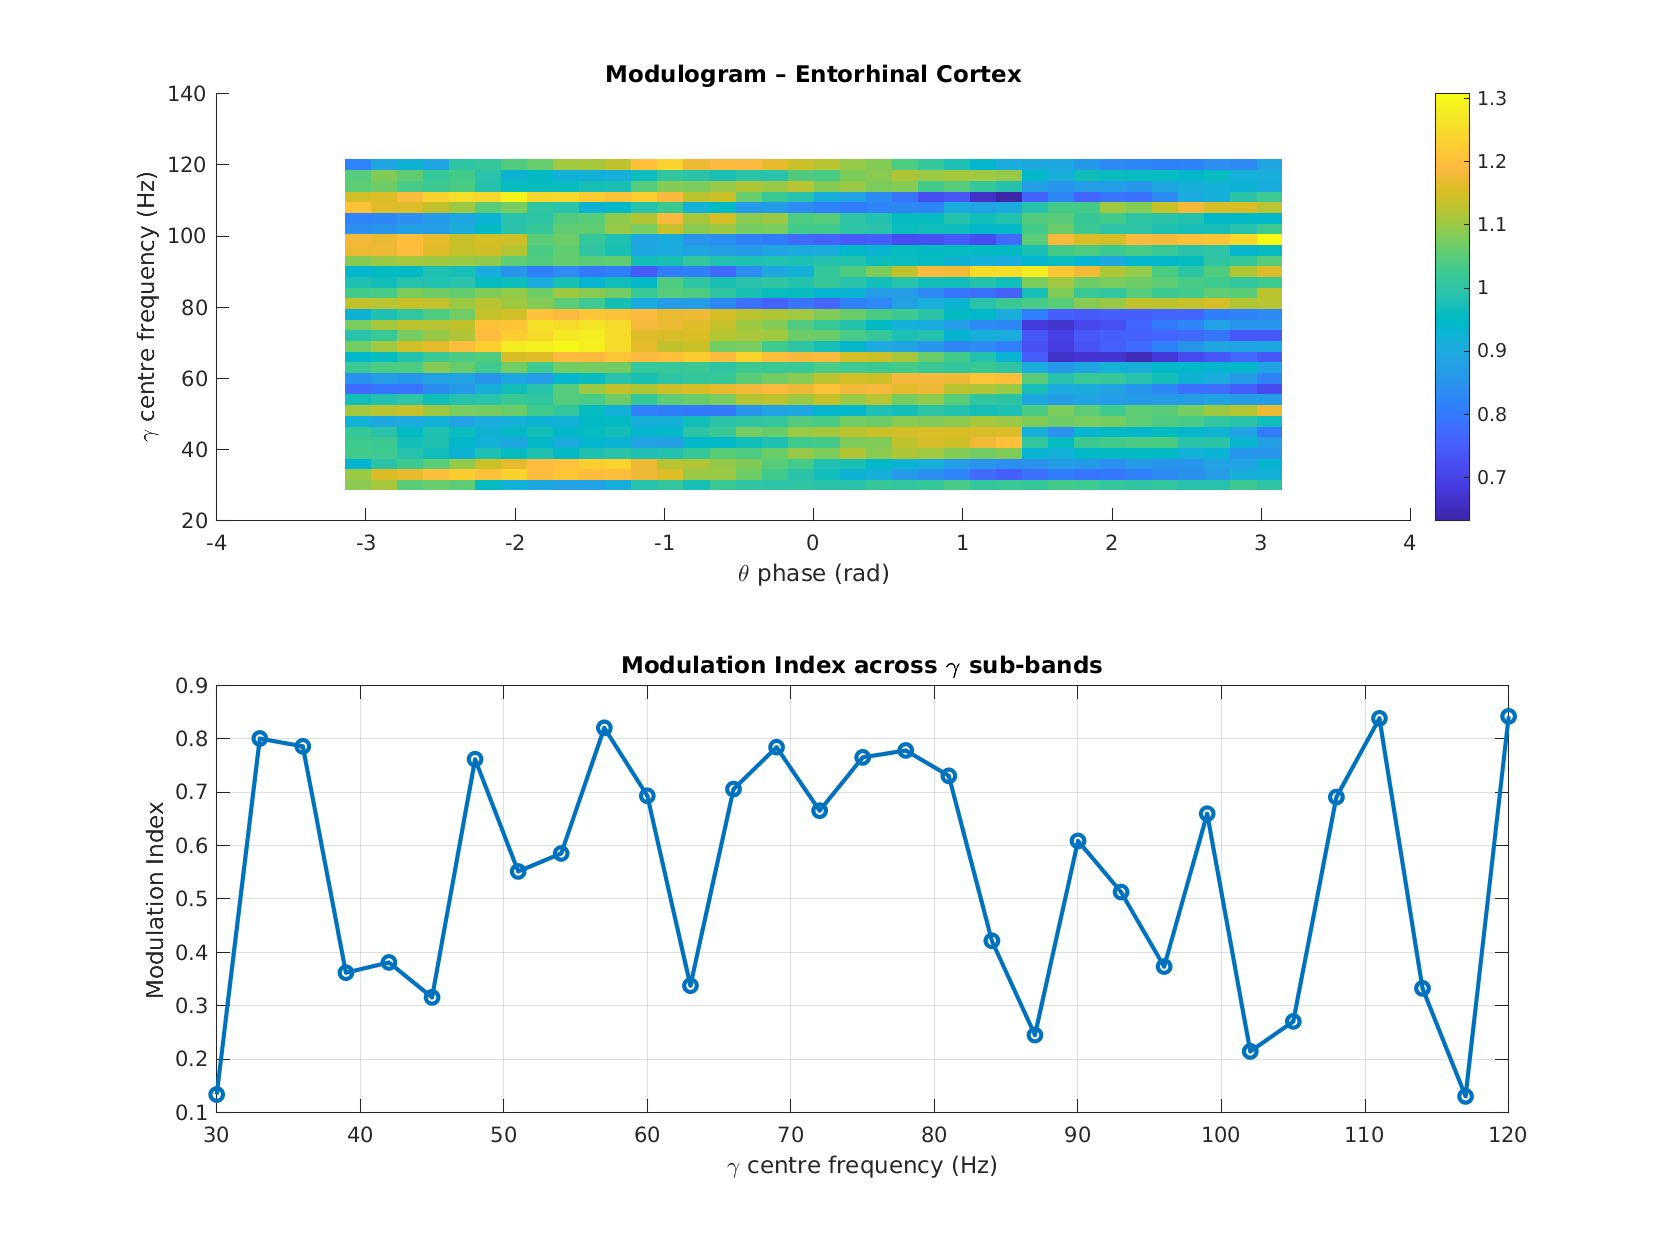 Modulogram – Entorhinal Cortex
140
120
100
80
60
40
20
γ centre frequency (Hz)
-4 -3 -2 -1 0 1 2 3 4
θ phase (rad)
1.3
1.2
1.1
1
0.9
0.8
0.7
Modulation Index across γ sub-bands
0.9
0.8
0.7
0.6
0.5
0.4
0.3
0.2
0.1
Modulation Index
30 40 50 60 70 80 90 100 110 120
γ centre frequency (Hz)